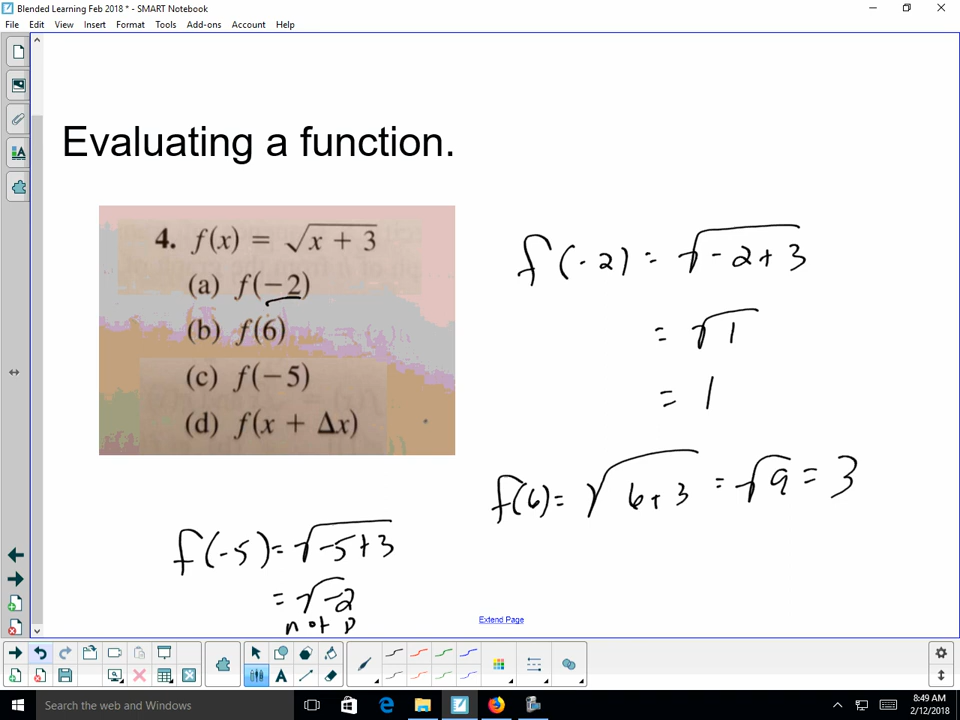 Blended Learning Feb 2018 * - SMART Notebook
File Edit View Insert Format Tools Add-ons Account Help
Evaluating a function.
4. f(x) = √x + 3
(a) f(−2)
(b) f(6)
(c) f(−5)
(d) f(x + Δx)
f(-2) = √-2+3
= √1
= 1
f(6) = √6+3 = √9 = 3
f(-5) = √-5+3
= √-2
not p
Extend Page
Search the web and Windows
8:49 AM
2/12/2018